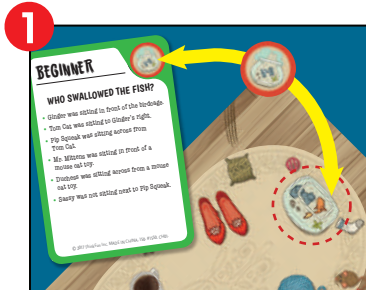 1
BEGINNER
WHO SWALLOWED THE FISH?
• Ginger was sitting in front of the birdcage.
• Tom Cat was sitting to Ginger's right.
• Pip Squeak was sitting across from
Tom Cat.
• Mr. Mittens was sitting in front of a
mouse cat toy.
• Duchess was sitting across from a mouse
cat toy.
• Sassy was not sitting next to Pip Squeak.